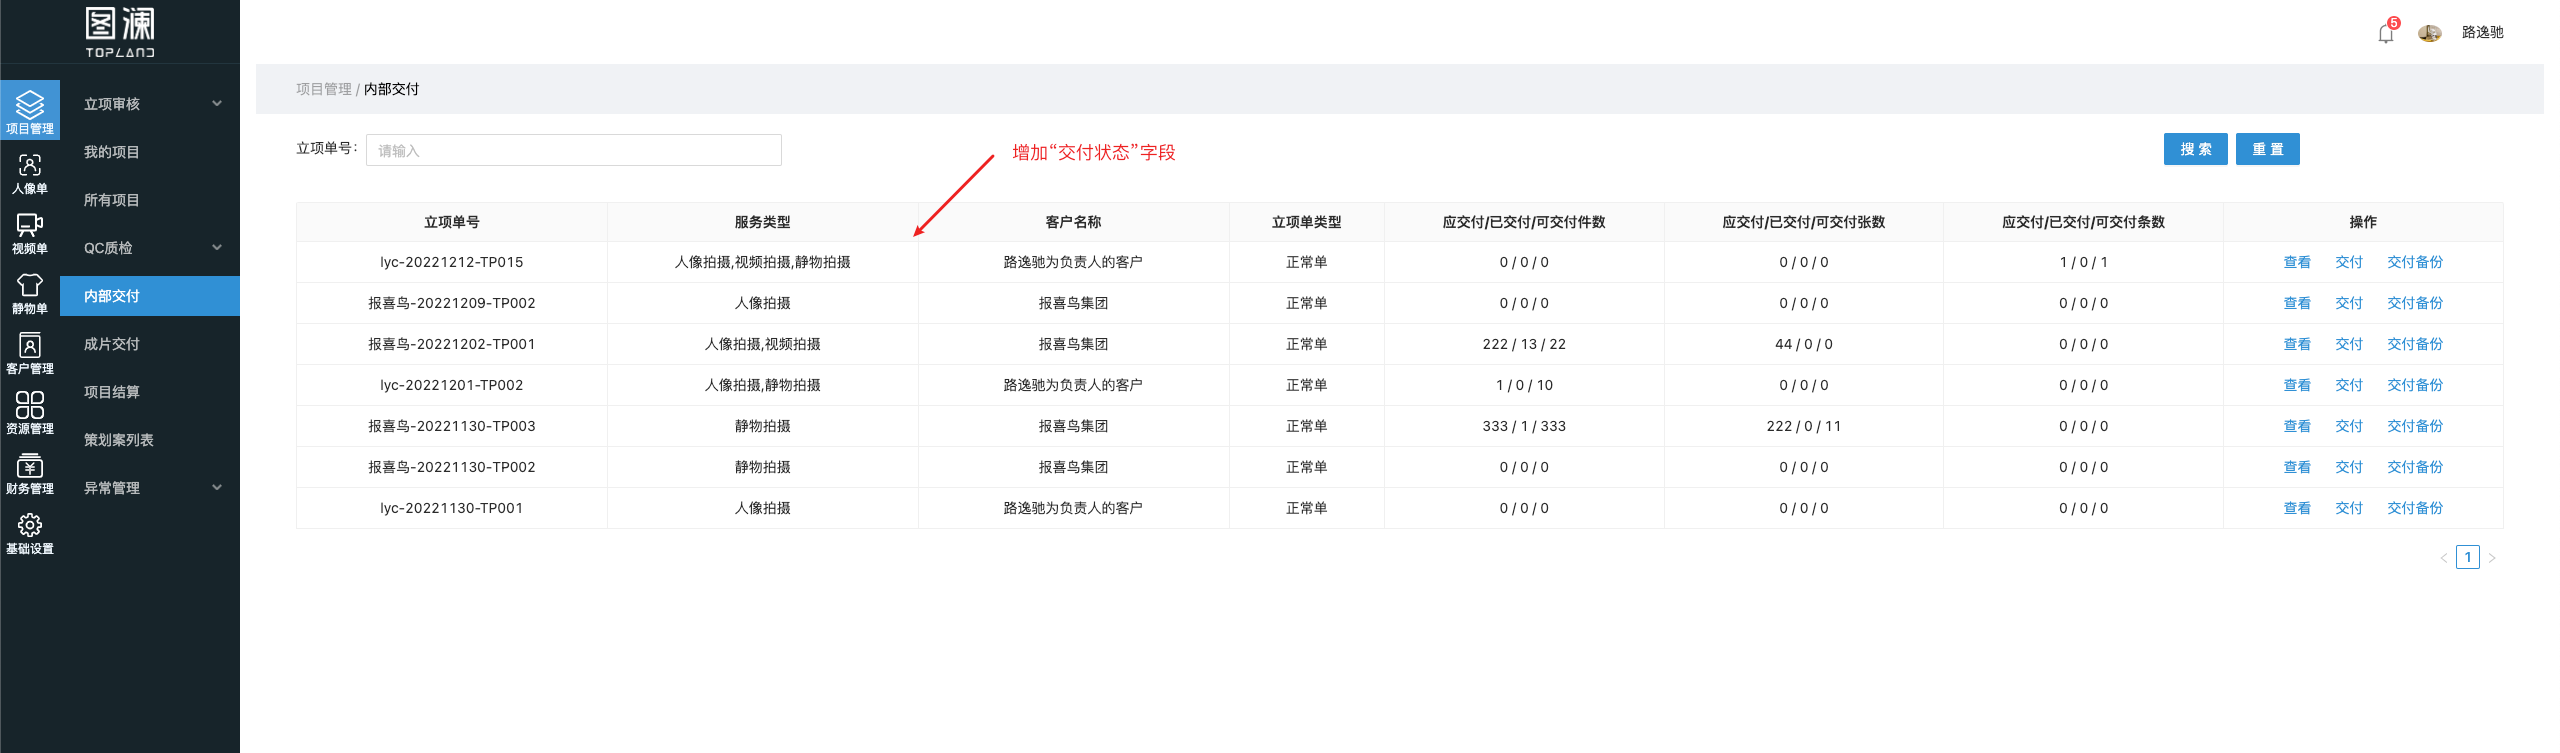 图澜
TOPLAND
5
路逸驰
项目管理
人像单
视频单
静物单
客户管理
资源管理
财务管理
基础设置
立项审核
我的项目
所有项目
QC质检
内部交付
成片交付
项目结算
策划案列表
异常管理
项目管理 / 内部交付
立项单号: 请输入
搜 索 重 置
增加“交付状态”字段
立项单号 服务类型 客户名称 立项单类型 应交付/已交付/可交付件数 应交付/已交付/可交付张数 应交付/已交付/可交付条数 操作
lyc-20221212-TP015 人像拍摄,视频拍摄,静物拍摄 路逸驰为负责人的客户 正常单 0 / 0 / 0 0 / 0 / 0 1 / 0 / 1 查看 交付 交付备份
报喜鸟-20221209-TP002 人像拍摄 报喜鸟集团 正常单 0 / 0 / 0 0 / 0 / 0 0 / 0 / 0 查看 交付 交付备份
报喜鸟-20221202-TP001 人像拍摄,视频拍摄 报喜鸟集团 正常单 222 / 13 / 22 44 / 0 / 0 0 / 0 / 0 查看 交付 交付备份
lyc-20221201-TP002 人像拍摄,静物拍摄 路逸驰为负责人的客户 正常单 1 / 0 / 10 0 / 0 / 0 0 / 0 / 0 查看 交付 交付备份
报喜鸟-20221130-TP003 静物拍摄 报喜鸟集团 正常单 333 / 1 / 333 222 / 0 / 11 0 / 0 / 0 查看 交付 交付备份
报喜鸟-20221130-TP002 静物拍摄 报喜鸟集团 正常单 0 / 0 / 0 0 / 0 / 0 0 / 0 / 0 查看 交付 交付备份
lyc-20221130-TP001 人像拍摄 路逸驰为负责人的客户 正常单 0 / 0 / 0 0 / 0 / 0 0 / 0 / 0 查看 交付 交付备份
< 1 >